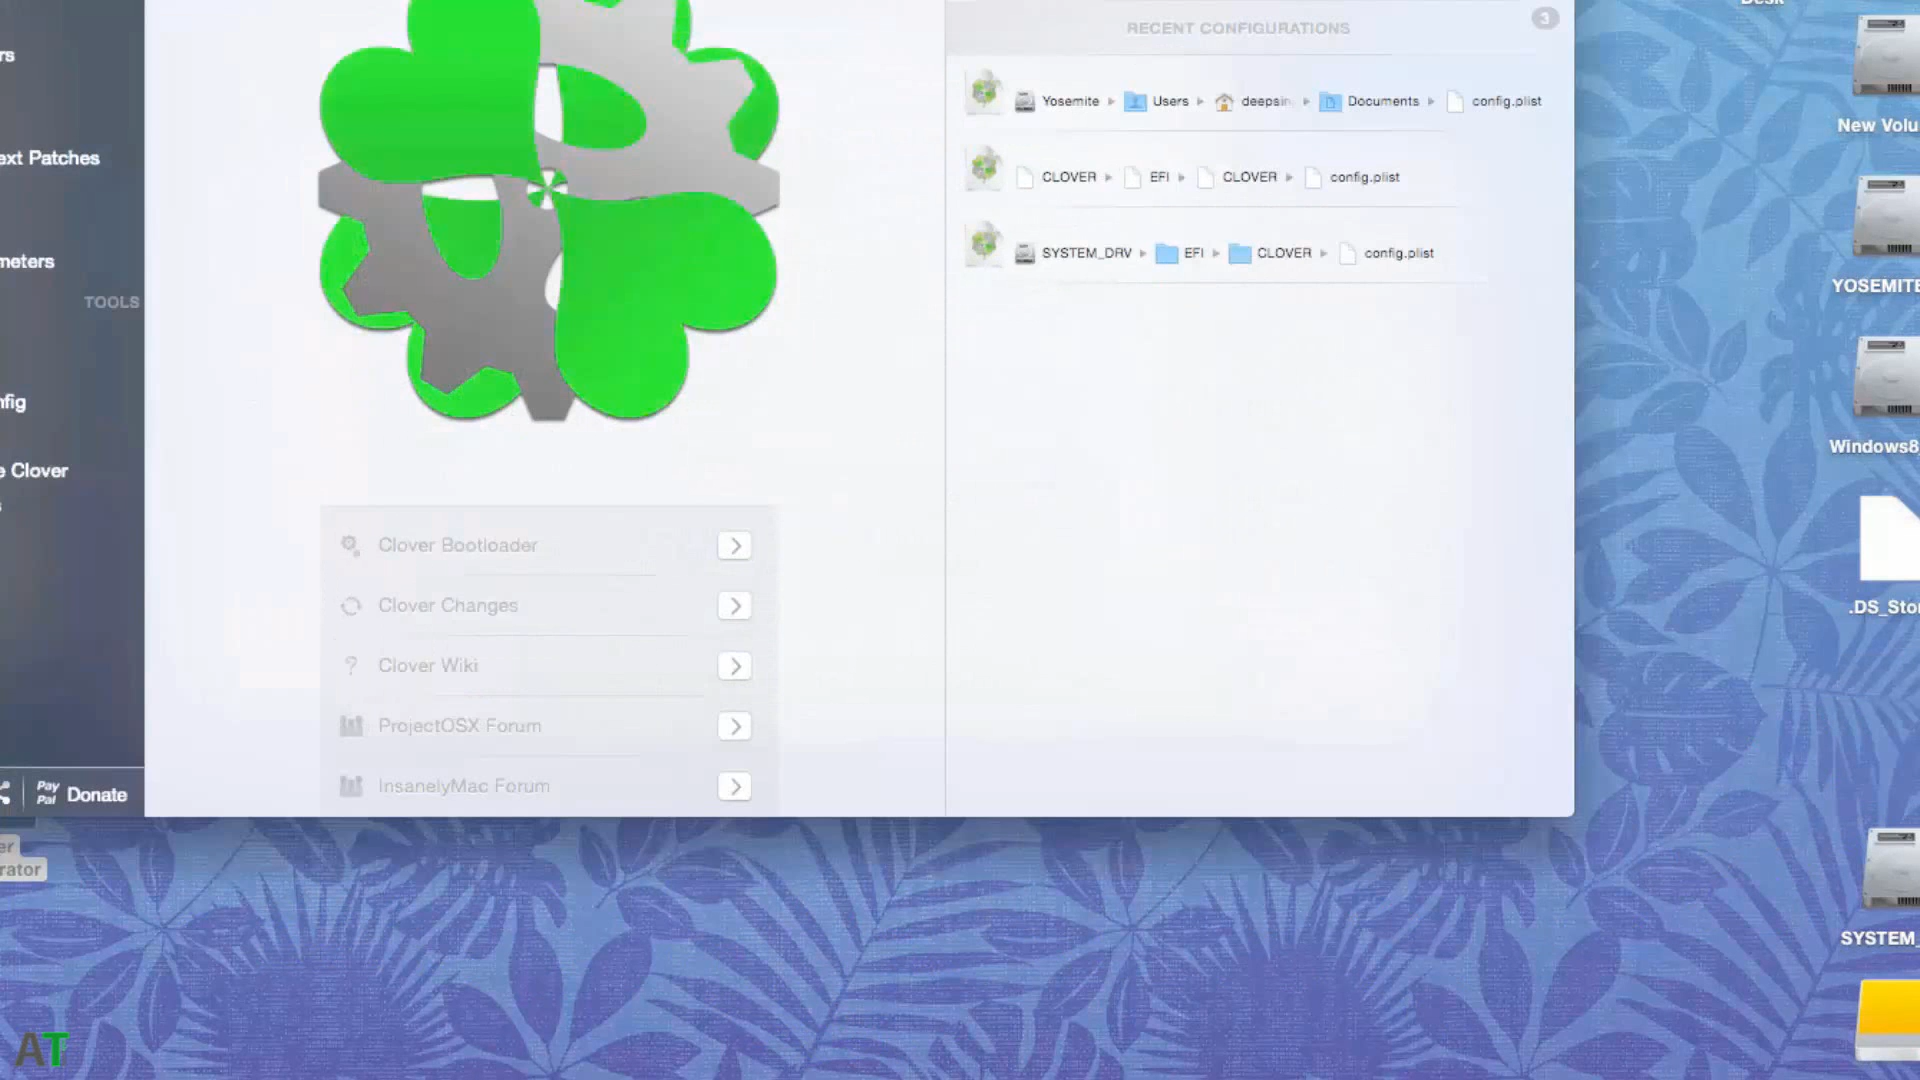 RECENT CONFIGURATIONS
3
Yosemite Users deepsin Documents config.plist
CLOVER EFI CLOVER config.plist
SYSTEM_DRV EFI CLOVER config.plist
rs
ext Patches
meters
TOOLS
nfig
e Clover
Pay
Pal
Donate
Clover Bootloader
Clover Changes
Clover Wiki
ProjectOSX Forum
InsanelyMac Forum
er
rator
AT
New Volu
YOSEMITE
Windows8
.DS_Stor
SYSTEM_